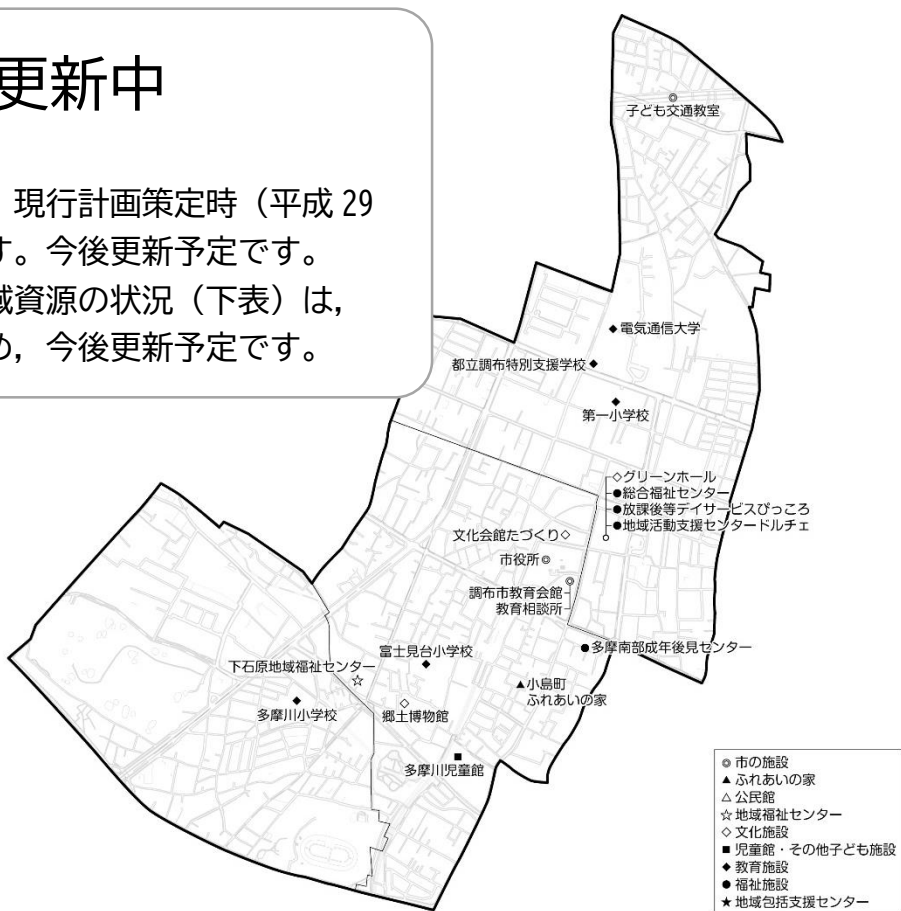 更新中
現行計画策定時（平成 29
す。今後更新予定です。
域資源の状況（下表）は，
め，今後更新予定です。
◎
子ども交通教室
◆電気通信大学
都立調布特別支援学校◆
◆
第一小学校
◇グリーンホール
●総合福祉センター
●放課後等デイサービスぴっころ
●地域活動支援センタードルチェ
文化会館たづくり◇
市役所◎
◎
調布市教育会館
教育相談所
●多摩南部成年後見センター
富士見台小学校
◆
下石原地域福祉センター
☆
▲小島町
ふれあいの家
◆
多摩川小学校
◇
郷土博物館
■
多摩川児童館
◎ 市の施設
▲ ふれあいの家
△ 公民館
☆ 地域福祉センター
◇ 文化施設
■ 児童館・その他子ども施設
◆ 教育施設
● 福祉施設
★ 地域包括支援センター